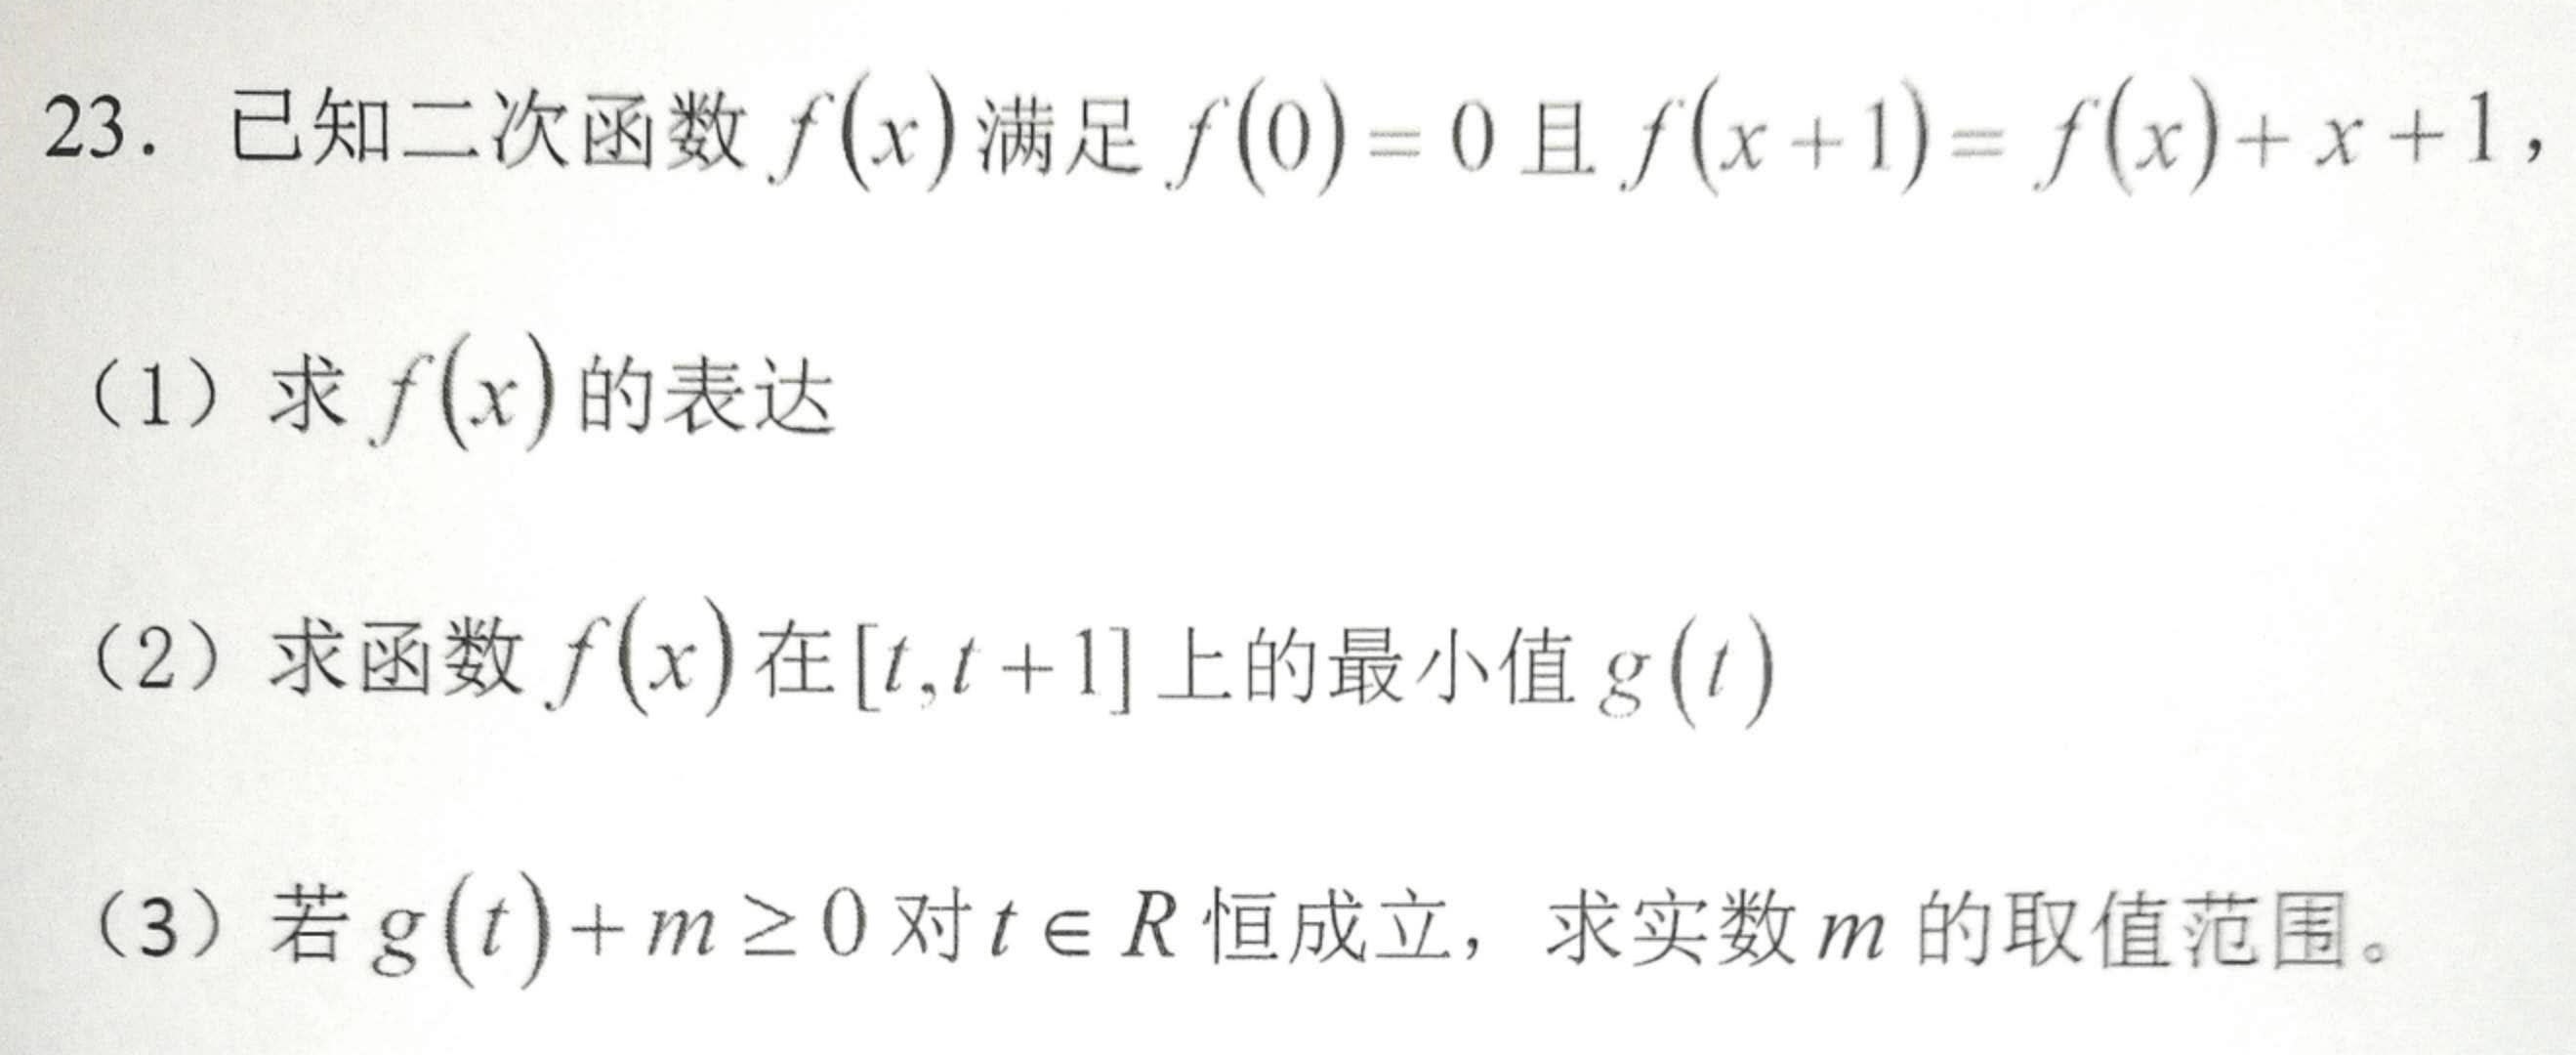 23. 已知二次函数 f(x) 满足 f(0)=0 且 f(x+1)=f(x)+x+1，
（1）求 f(x) 的表达
（2）求函数 f(x) 在 [t,t+1] 上的最小值 g(t)
（3）若 g(t)+m≥0 对 t∈R 恒成立，求实数 m 的取值范围。